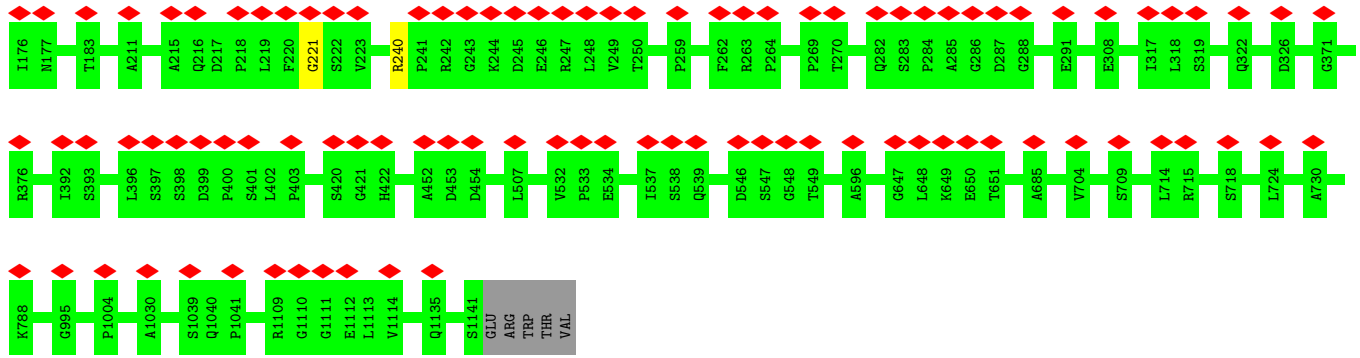 I176 N177 T183 A211 A215 Q216 D217 P218 L219 F220 G221 S222 V223 R240 P241 R242 G243 K244 D245 E246 R247 L248 V249 T250 P259 F262 R263 P264 P269 T270 Q282 S283 P284 A285 G286 D287 G288 E291 E308 I317 L318 S319 Q322 D326 G371
R376 I392 S393 L396 S397 S398 D399 P400 S401 L402 P403 S420 G421 H422 A452 D453 D454 L507 V532 P533 E534 I537 S538 Q539 D546 S547 G548 T549 A596 G647 L648 K649 E650 T651 A685 V704 S709 L714 R715 S718 L724 A730
K788 G995 P1004 A1030 S1039 Q1040 P1041 R1109 G1110 G1111 E1112 L1113 V1114 Q1135 S1141 GLU ARG TRP THR VAL